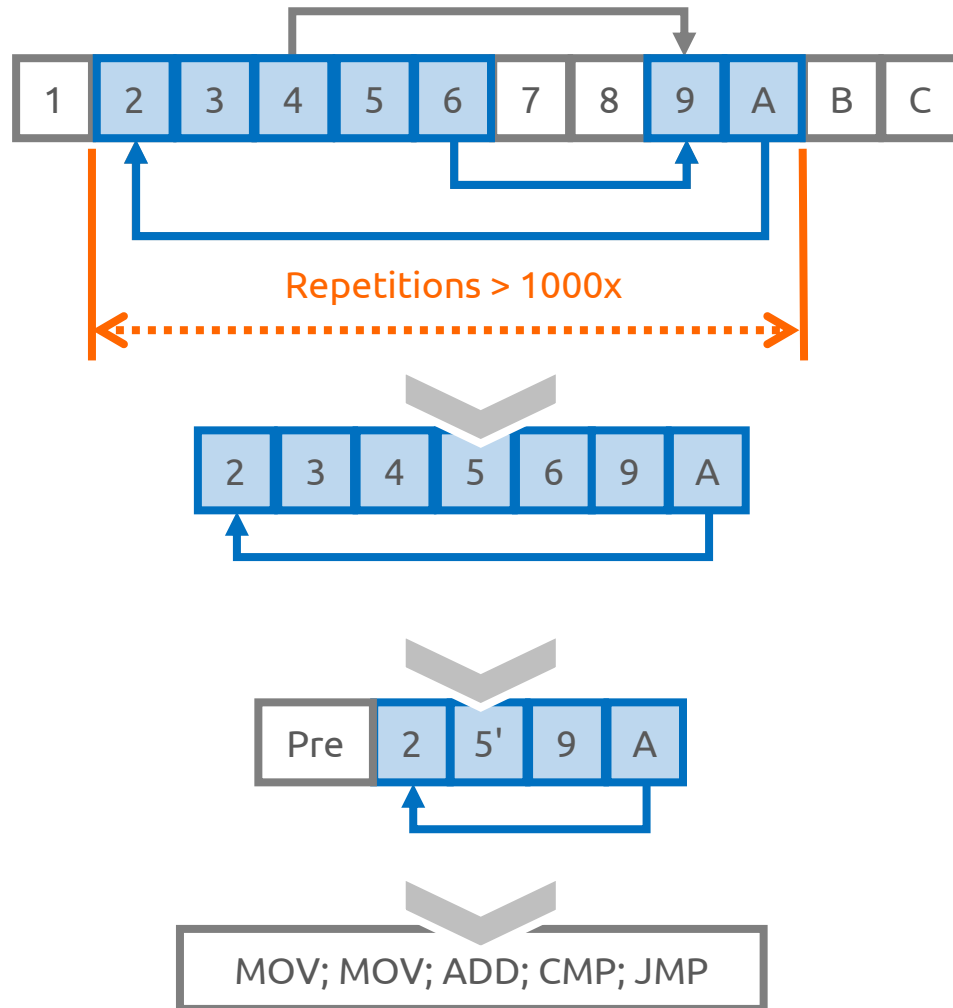 1 2 3 4 5 6 7 8 9 A B C
Repetitions > 1000x
2 3 4 5 6 9 A
Pre 2 5' 9 A
MOV; MOV; ADD; CMP; JMP